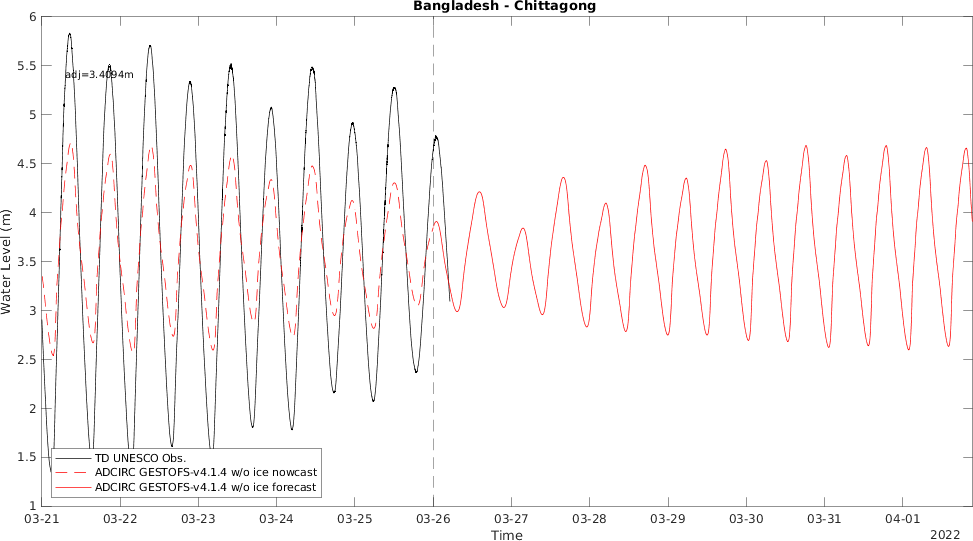 Bangladesh - Chittagong
6
5.5
5
4.5
4
3.5
3
2.5
2
1.5
1
Water Level (m)
adj=3.4094m
TD UNESCO Obs.
ADCIRC GESTOFS-v4.1.4 w/o ice nowcast
ADCIRC GESTOFS-v4.1.4 w/o ice forecast
03-21 03-22 03-23 03-24 03-25 03-26 03-27 03-28 03-29 03-30 03-31 04-01
Time
2022